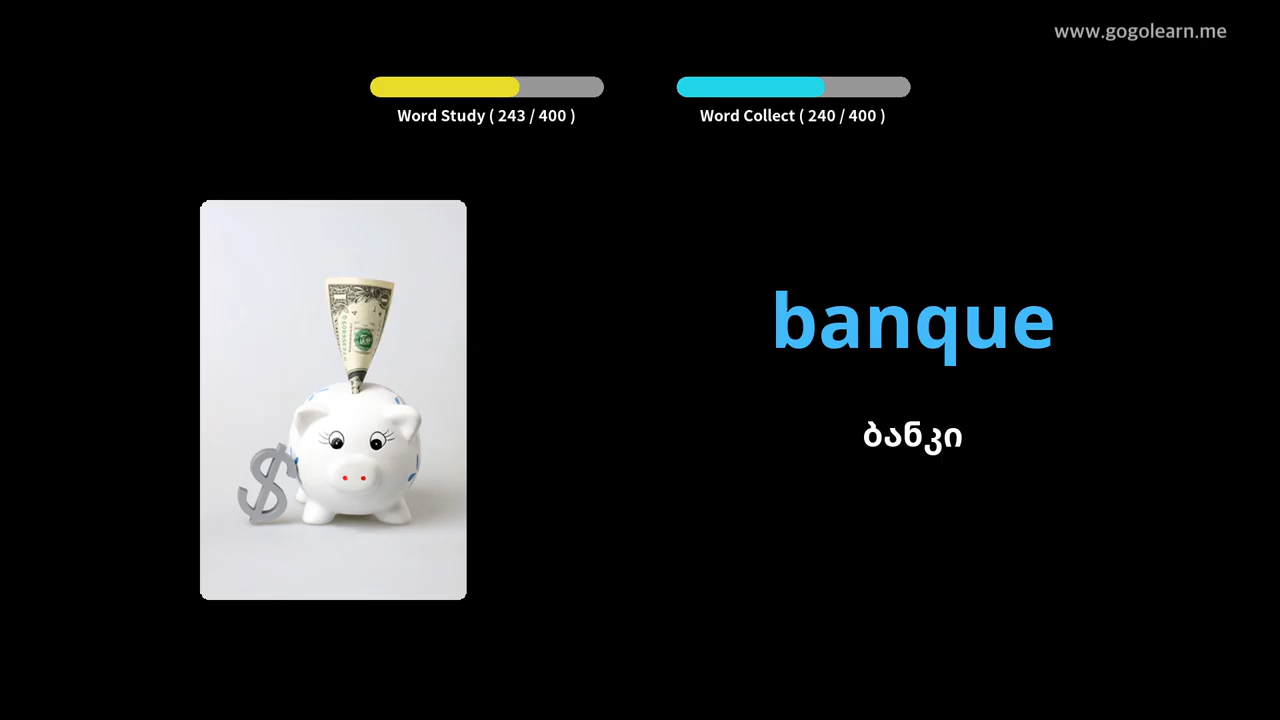 www.gogolearn.me
Word Study ( 243 / 400 )
Word Collect ( 240 / 400 )
banque
ბანკი
$